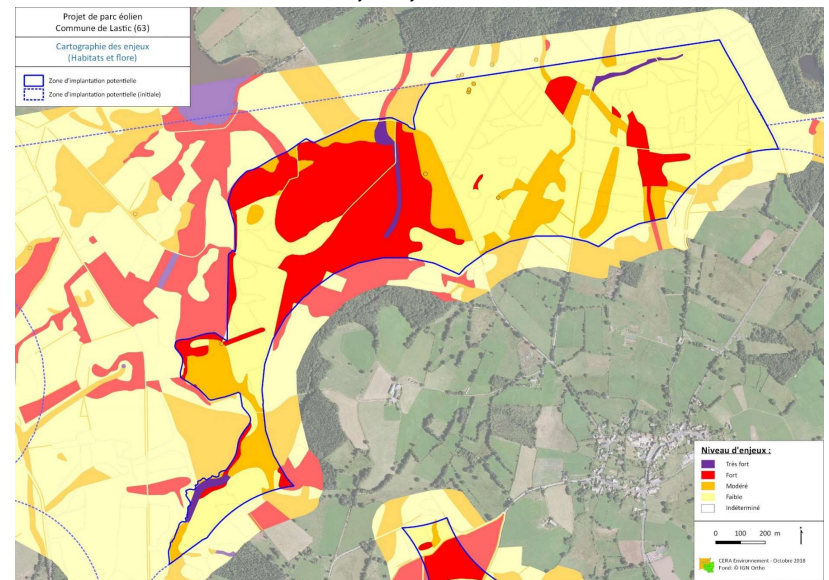 Projet de parc éolien
Commune de Lastic (63)
Cartographie des enjeux
(Habitats et flore)
Zone d'implantation potentielle
Zone d'implantation potentielle (initiale)
Niveau d'enjeux :
Très fort
Fort
Modéré
Faible
Indéterminé
0 100 200 m
CERA Environnement - Octobre 2018
Fond: © IGN Ortho